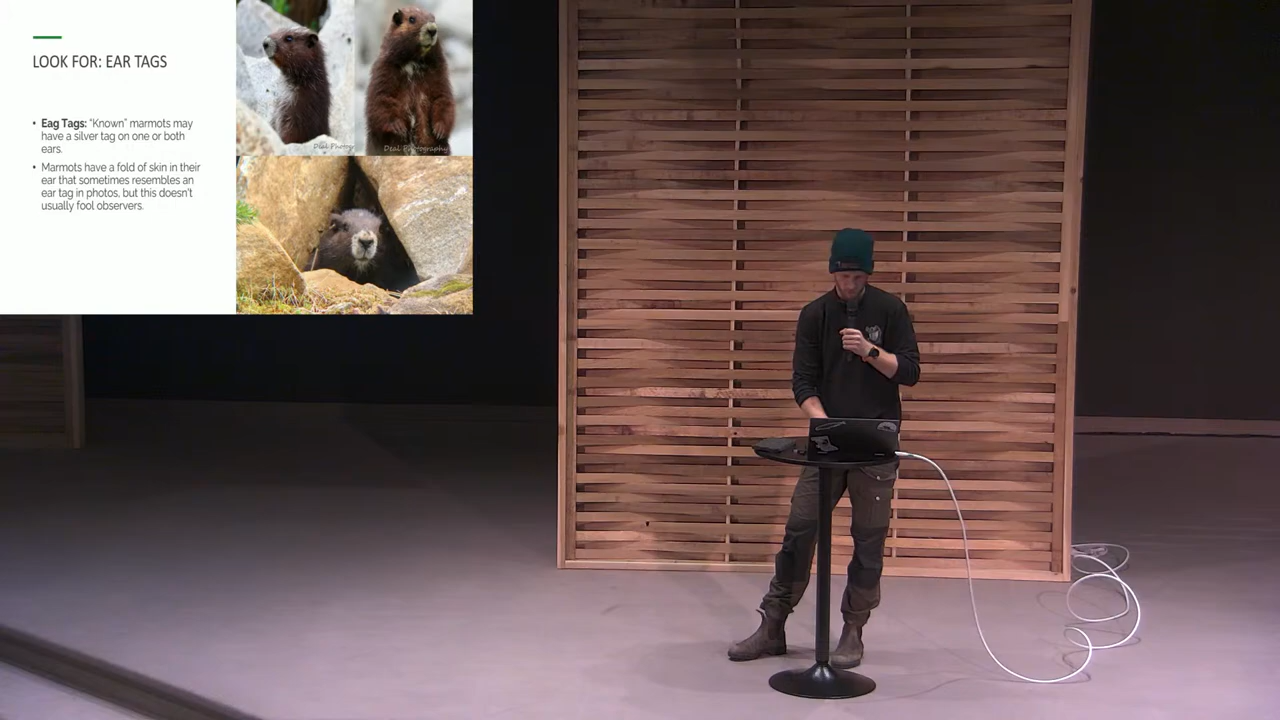 LOOK FOR: EAR TAGS
• Eag Tags: "Known" marmots may
have a silver tag on one or both
ears.
• Marmots have a fold of skin in their
ear that sometimes resembles an
ear tag in photos, but this doesn't
usually fool observers.
Deal Photogr
Deal Photography